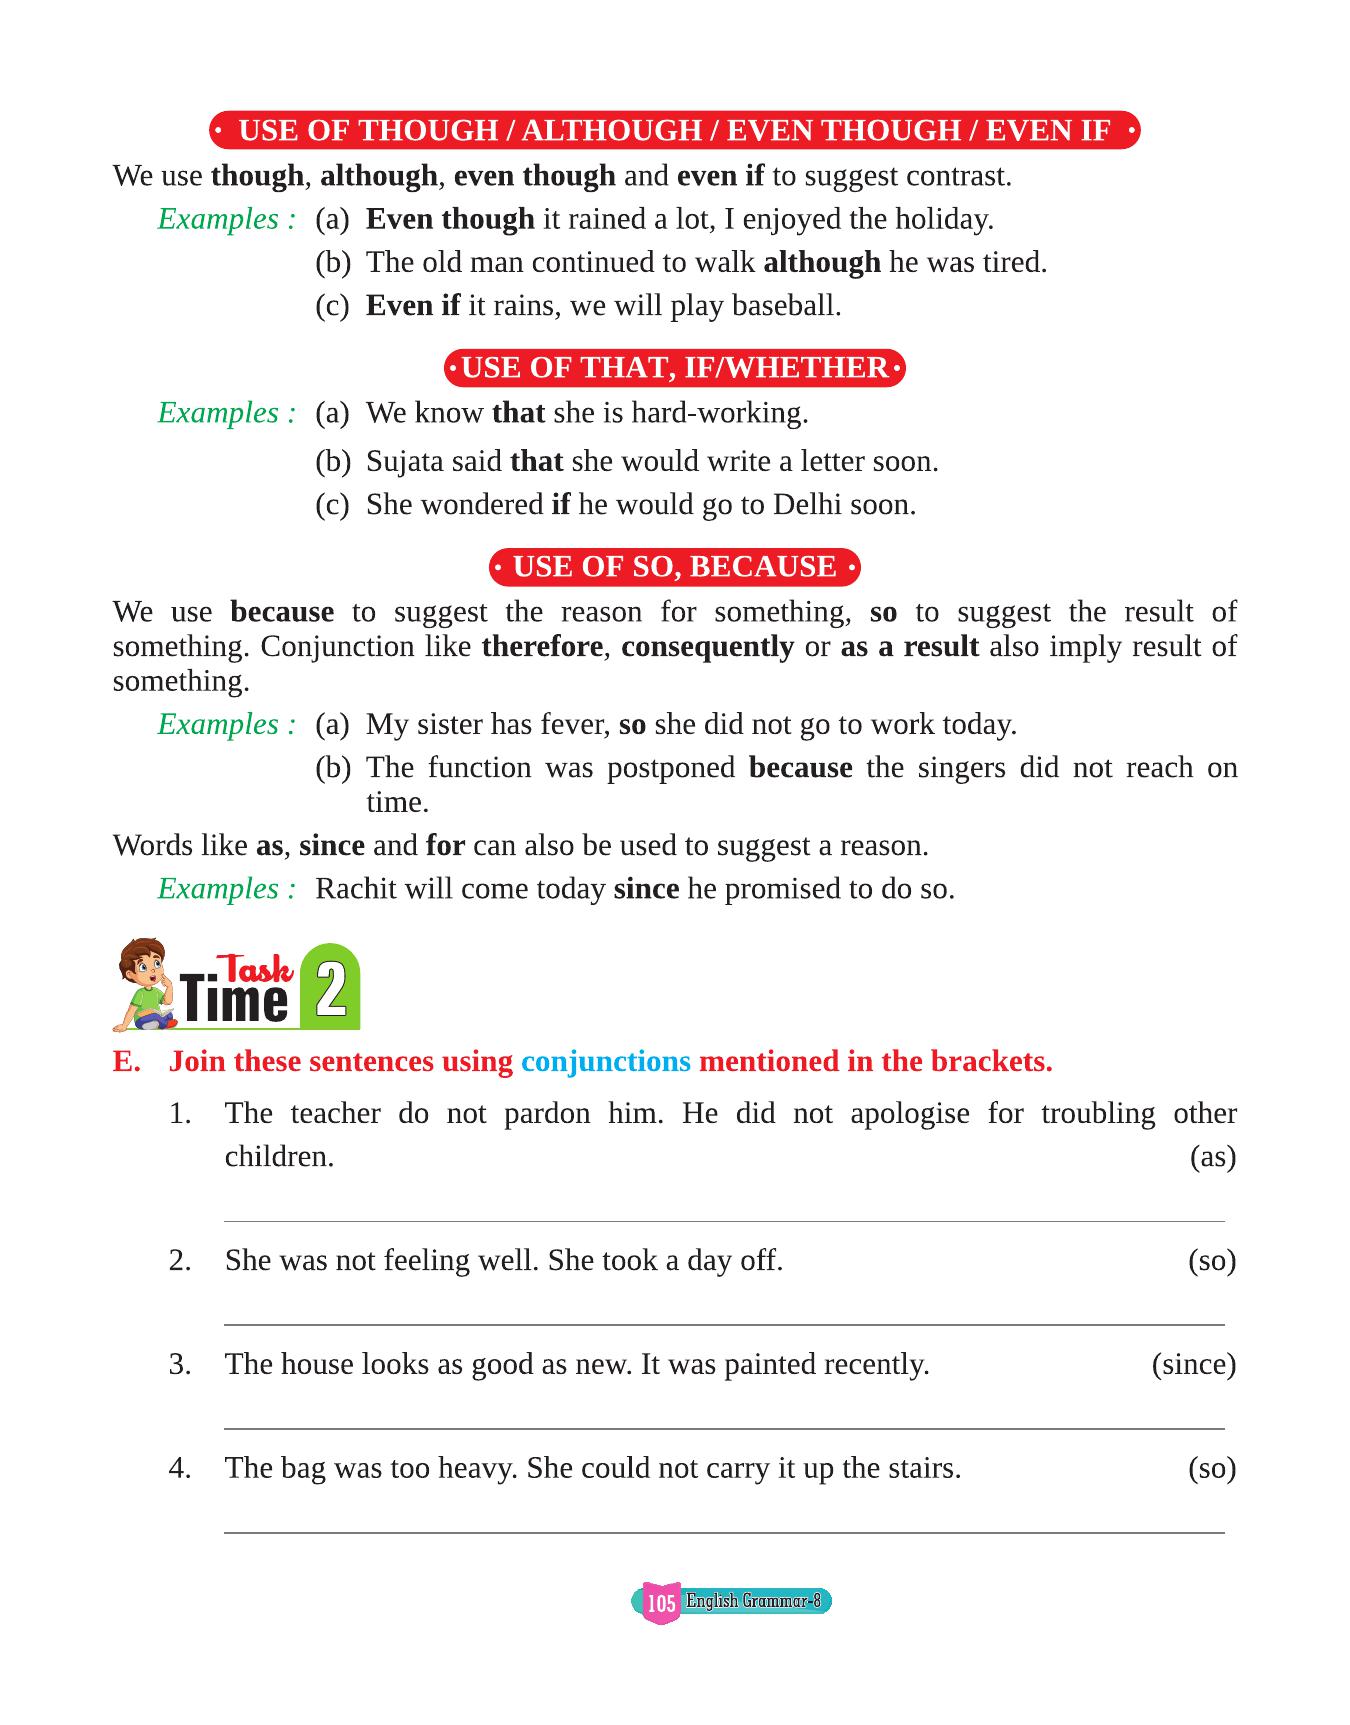 • USE OF THOUGH / ALTHOUGH / EVEN THOUGH / EVEN IF •
We use though, although, even though and even if to suggest contrast.
Examples : (a) Even though it rained a lot, I enjoyed the holiday.
(b) The old man continued to walk although he was tired.
(c) Even if it rains, we will play baseball.
• USE OF THAT, IF/WHETHER •
Examples : (a) We know that she is hard-working.
(b) Sujata said that she would write a letter soon.
(c) She wondered if he would go to Delhi soon.
• USE OF SO, BECAUSE •
We use because to suggest the reason for something, so to suggest the result of
something. Conjunction like therefore, consequently or as a result also imply result of
something.
Examples : (a) My sister has fever, so she did not go to work today.
(b) The function was postponed because the singers did not reach on
time.
Words like as, since and for can also be used to suggest a reason.
Examples : Rachit will come today since he promised to do so.
Task
Time 2
E. Join these sentences using conjunctions mentioned in the brackets.
1. The teacher do not pardon him. He did not apologise for troubling other
children. (as)
2. She was not feeling well. She took a day off. (so)
3. The house looks as good as new. It was painted recently. (since)
4. The bag was too heavy. She could not carry it up the stairs. (so)
105 English Grammar-8